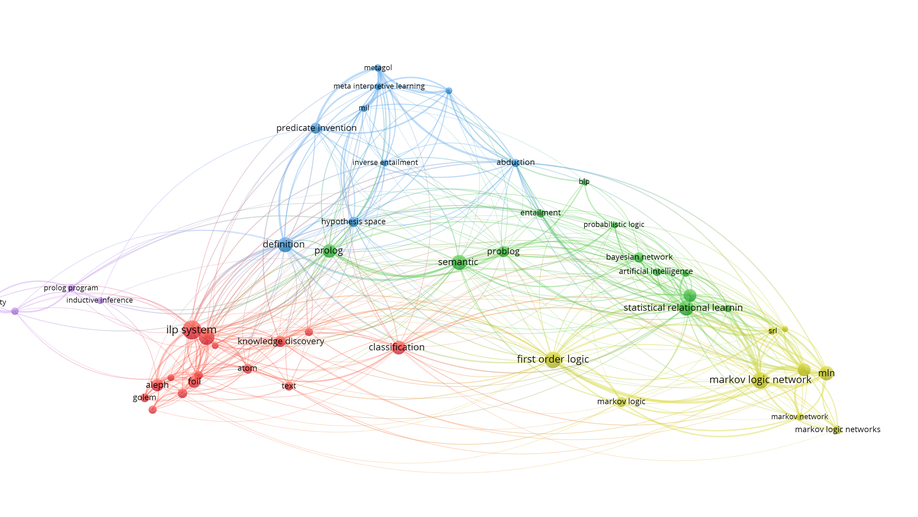 metagol
meta interpretive learning
mil
predicate invention
inverse entailment
abduction
blp
entailment
hypothesis space
probabilistic logic
definition
prolog
problog
semantic
bayesian network
artificial intelligence
prolog program
ty
inductive inference
statistical relational learnin
ilp system
srl
knowledge discovery
classification
first order logic
atom
mln
markov logic network
foil
aleph
text
golem
markov logic
markov network
markov logic networks